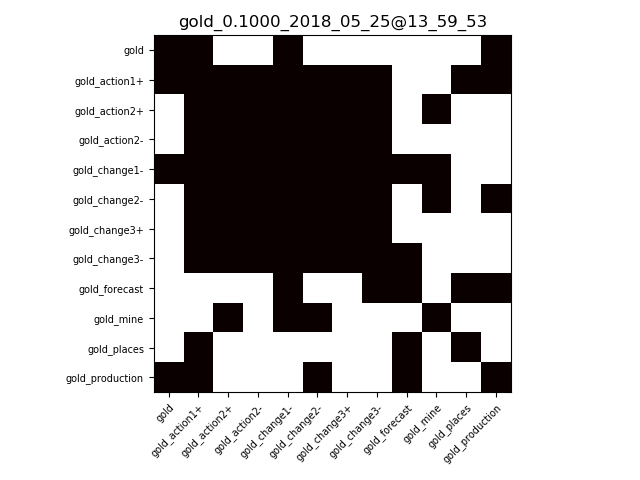 gold_0.1000_2018_05_25@13_59_53
gold
gold_action1+
gold_action2+
gold_action2-
gold_change1-
gold_change2-
gold_change3+
gold_change3-
gold_forecast
gold_mine
gold_places
gold_production
gold
gold_action1+
gold_action2+
gold_action2-
gold_change1-
gold_change2-
gold_change3+
gold_change3-
gold_forecast
gold_mine
gold_places
gold_production